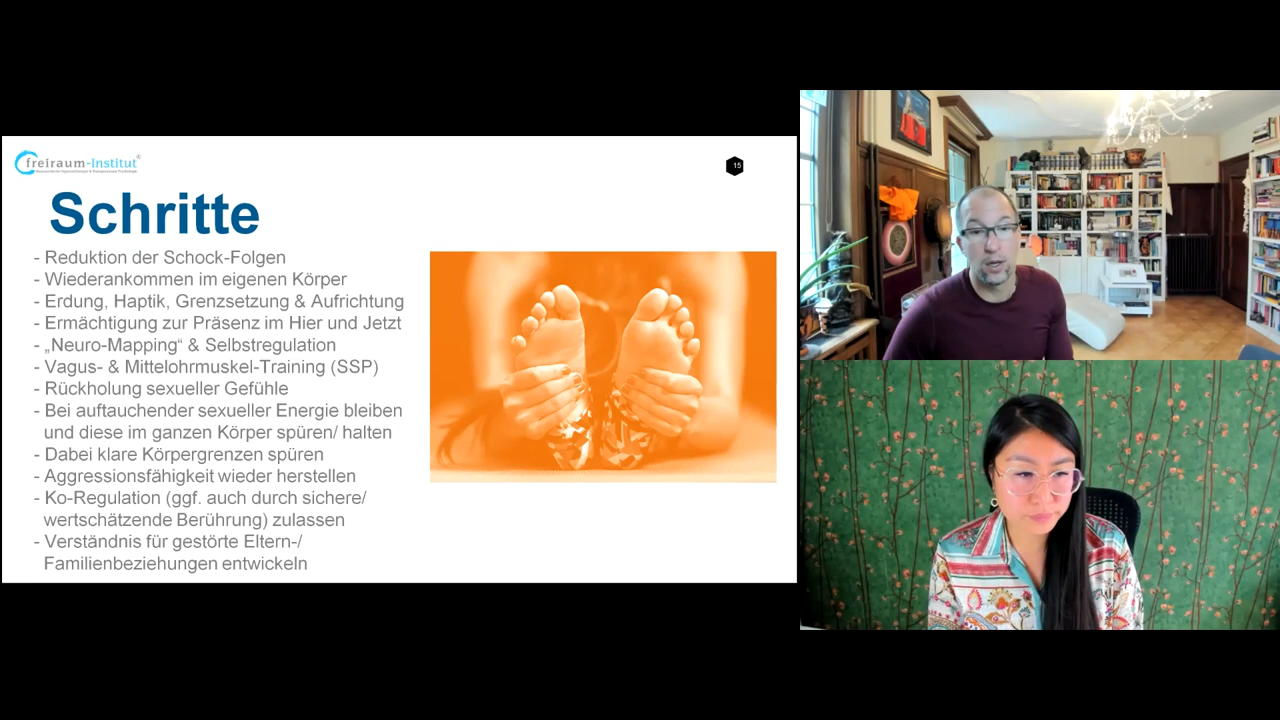 freiraum-Institut®
15
Schritte
- Reduktion der Schock-Folgen
- Wiederankommen im eigenen Körper
- Erdung, Haptik, Grenzsetzung & Aufrichtung
- Ermächtigung zur Präsenz im Hier und Jetzt
- „Neuro-Mapping“ & Selbstregulation
- Vagus- & Mittelohrmuskel-Training (SSP)
- Rückholung sexueller Gefühle
- Bei auftauchender sexueller Energie bleiben
und diese im ganzen Körper spüren/ halten
- Dabei klare Körpergrenzen spüren
- Aggressionsfähigkeit wieder herstellen
- Ko-Regulation (ggf. auch durch sichere/
wertschätzende Berührung) zulassen
- Verständnis für gestörte Eltern-/
Familienbeziehungen entwickeln